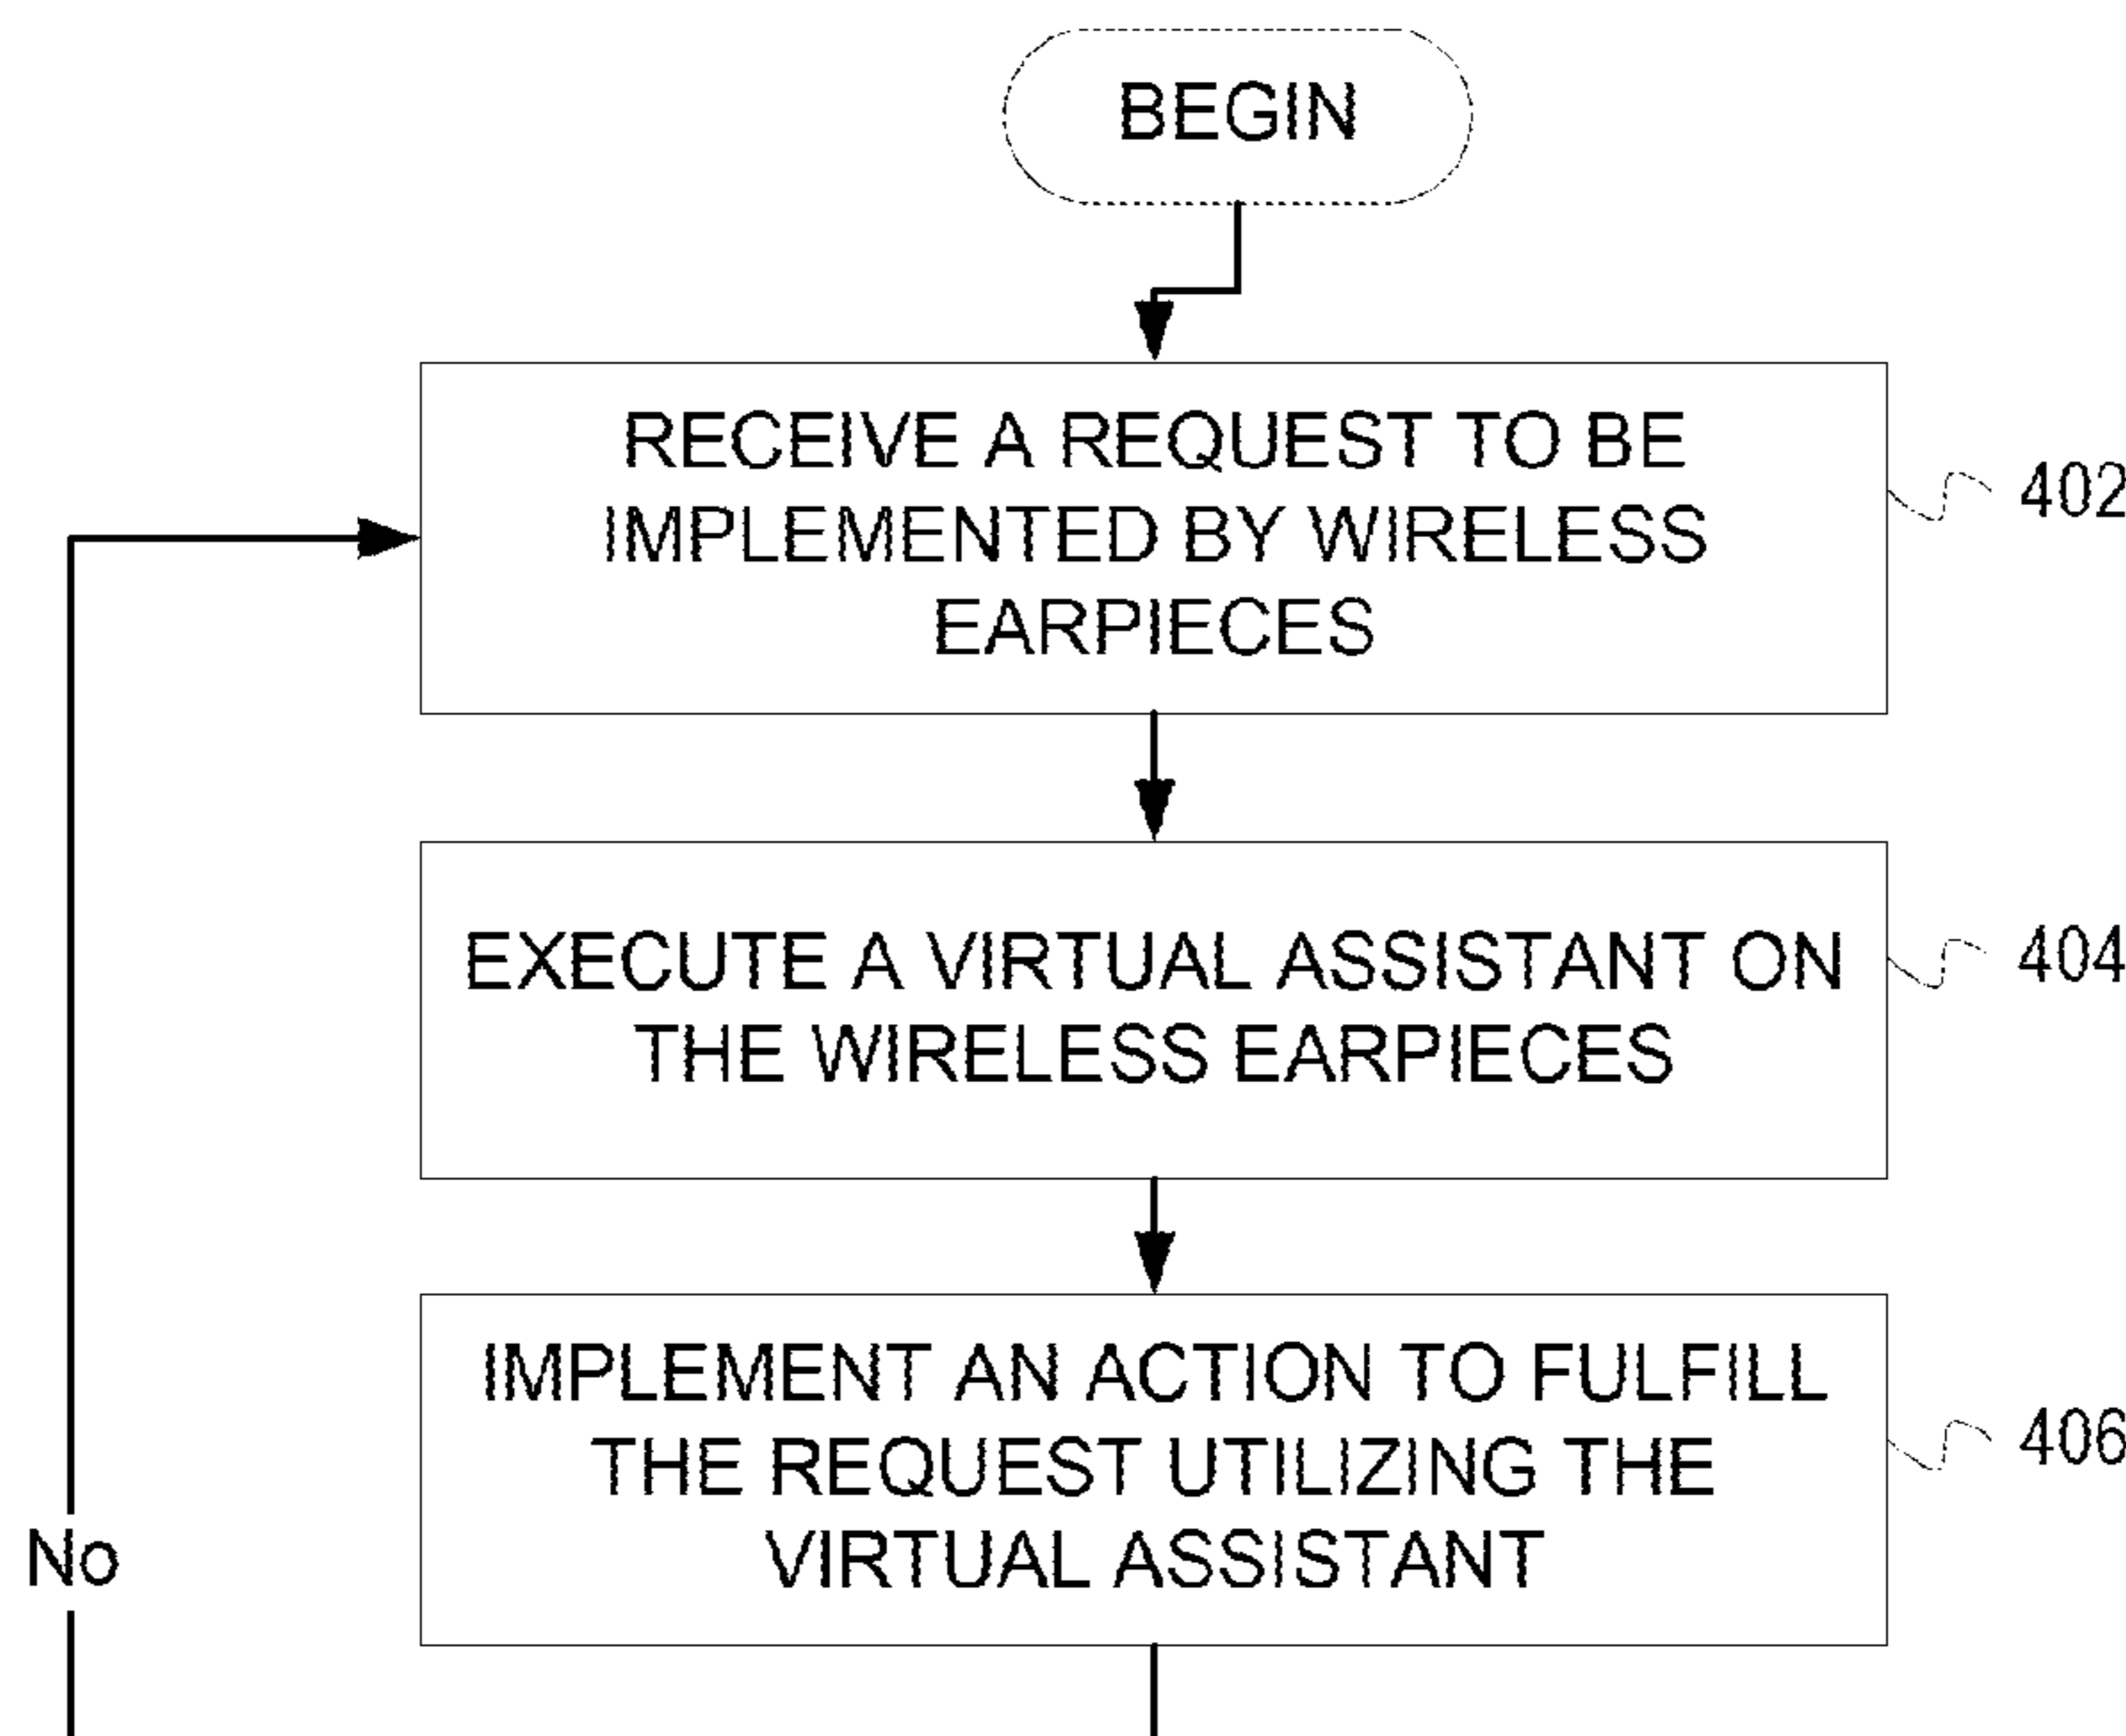 BEGIN
RECEIVE A REQUEST TO BE
IMPLEMENTED BY WIRELESS
EARPIECES
402
EXECUTE A VIRTUAL ASSISTANT ON
THE WIRELESS EARPIECES
404
IMPLEMENT AN ACTION TO FULFILL
THE REQUEST UTILIZING THE
VIRTUAL ASSISTANT
406
No